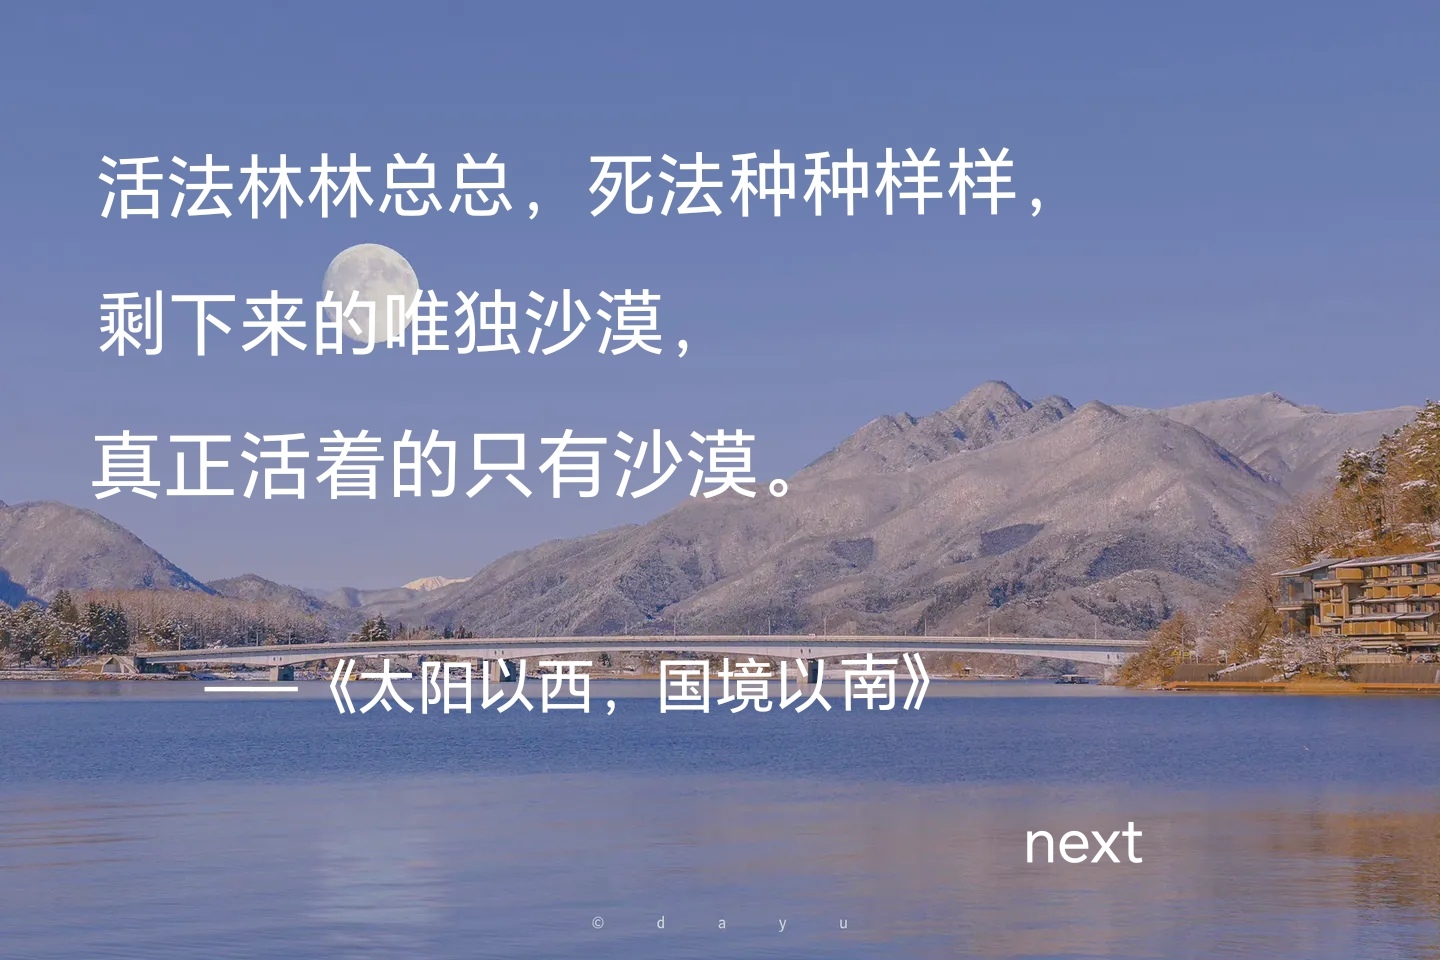 活法林林总总，死法种种样样，
剩下来的唯独沙漠，
真正活着的只有沙漠。
——《太阳以西，国境以南》
next
© dayu